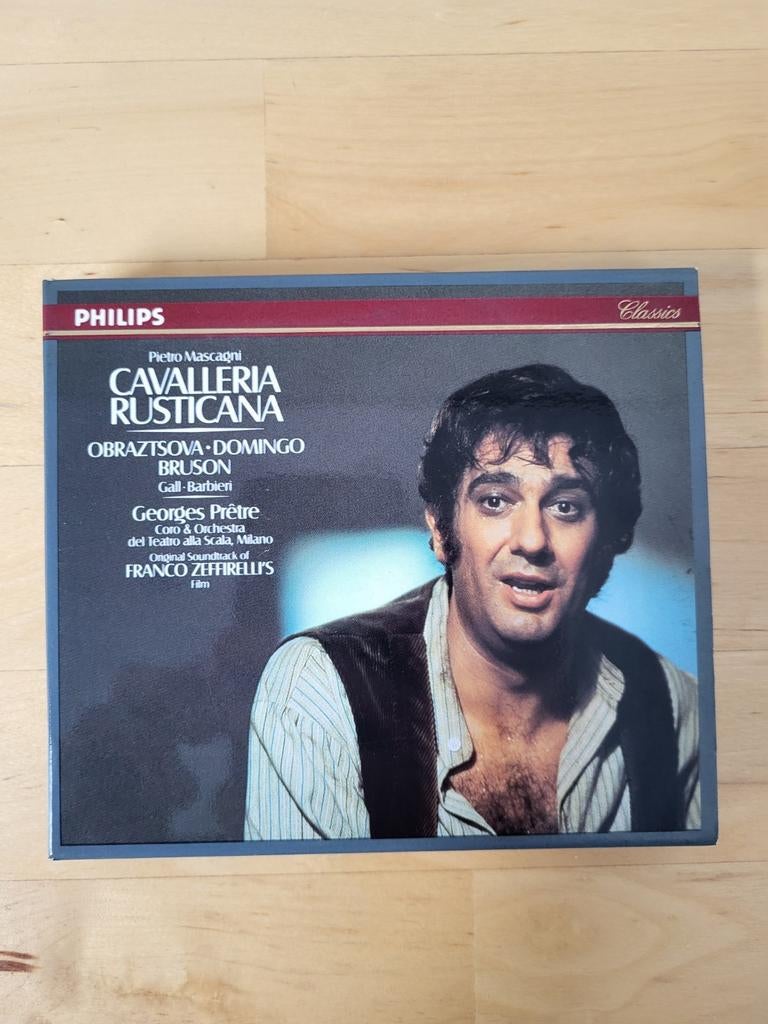 PHILIPS
Classics
Pietro Mascagni
CAVALLERIA
RUSTICANA
OBRAZTSOVA · DOMINGO
BRUSON
Gall · Barbieri
Georges Prêtre
Coro & Orchestra
del Teatro alla Scala, Milano
Original Soundtrack of
FRANCO ZEFFIRELLI'S
Film